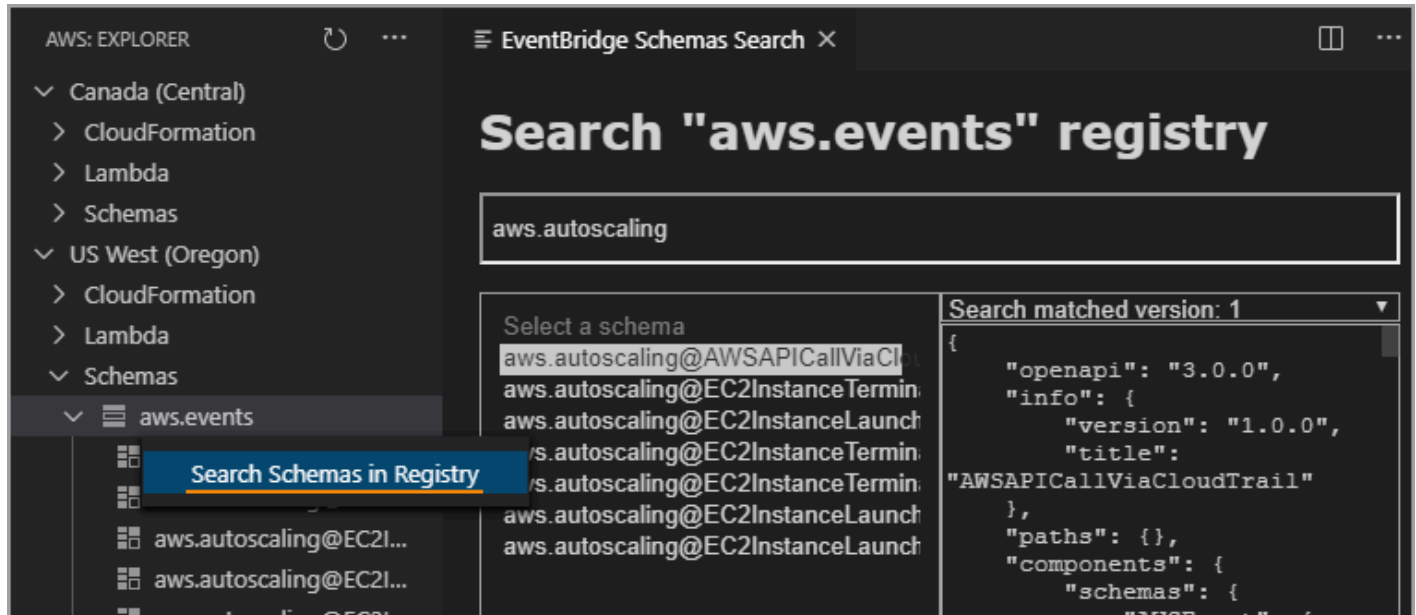 AWS: EXPLORER
Canada (Central)
CloudFormation
Lambda
Schemas
US West (Oregon)
CloudFormation
Lambda
Schemas
aws.events
Search Schemas in Registry
aws.autoscaling@EC2I...
aws.autoscaling@EC2I...
EventBridge Schemas Search
Search "aws.events" registry
aws.autoscaling
Select a schema
aws.autoscaling@AWSAPICallViaClou
aws.autoscaling@EC2InstanceTermin
aws.autoscaling@EC2InstanceLaunch
/s.autoscaling@EC2InstanceTermin
/s.autoscaling@EC2InstanceTermin
aws.autoscaling@EC2InstanceLaunch
aws.autoscaling@EC2InstanceLaunch
Search matched version: 1
{
"openapi": "3.0.0",
"info": {
"version": "1.0.0",
"title":
"AWSAPICallViaCloudTrail"
},
"paths": {},
"components": {
"schemas": {